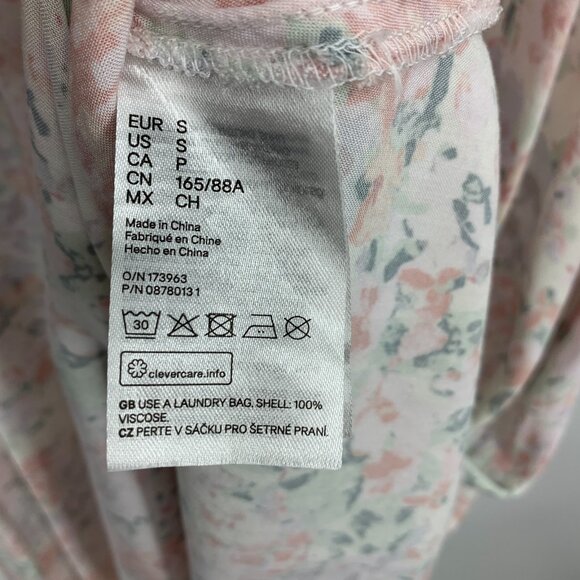 EUR S
US S
CA P
CN 165/88A
MX CH
Made in China
Fabriqué en Chine
Hecho en China
O/N 173963
P/N 08780131
30
clevercare.info
GB USE A LAUNDRY BAG. SHELL: 100%
VISCOSE.
CZ PERTE V SÁČKU PRO ŠETRNÉ PRANÍ.